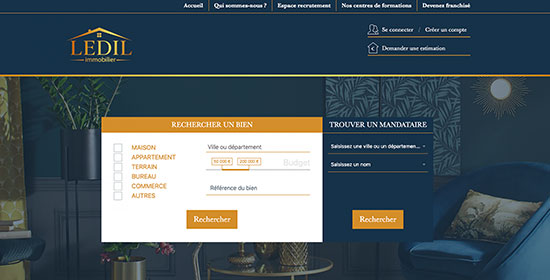 Accueil
Qui sommes-nous ?
Espace recrutement
Nos centres de formations
Devenez franchisé
LEDIL
immobilier
Se connecter / Créer un compte
Demander une estimation
RECHERCHER UN BIEN
MAISON
APPARTEMENT
TERRAIN
BUREAU
COMMERCE
AUTRES
Ville ou département
200 000 €
Budget
Référence du bien
Rechercher
TROUVER UN MANDATAIRE
Saisissez une ville ou un départemen...
Saisissez un nom
Rechercher